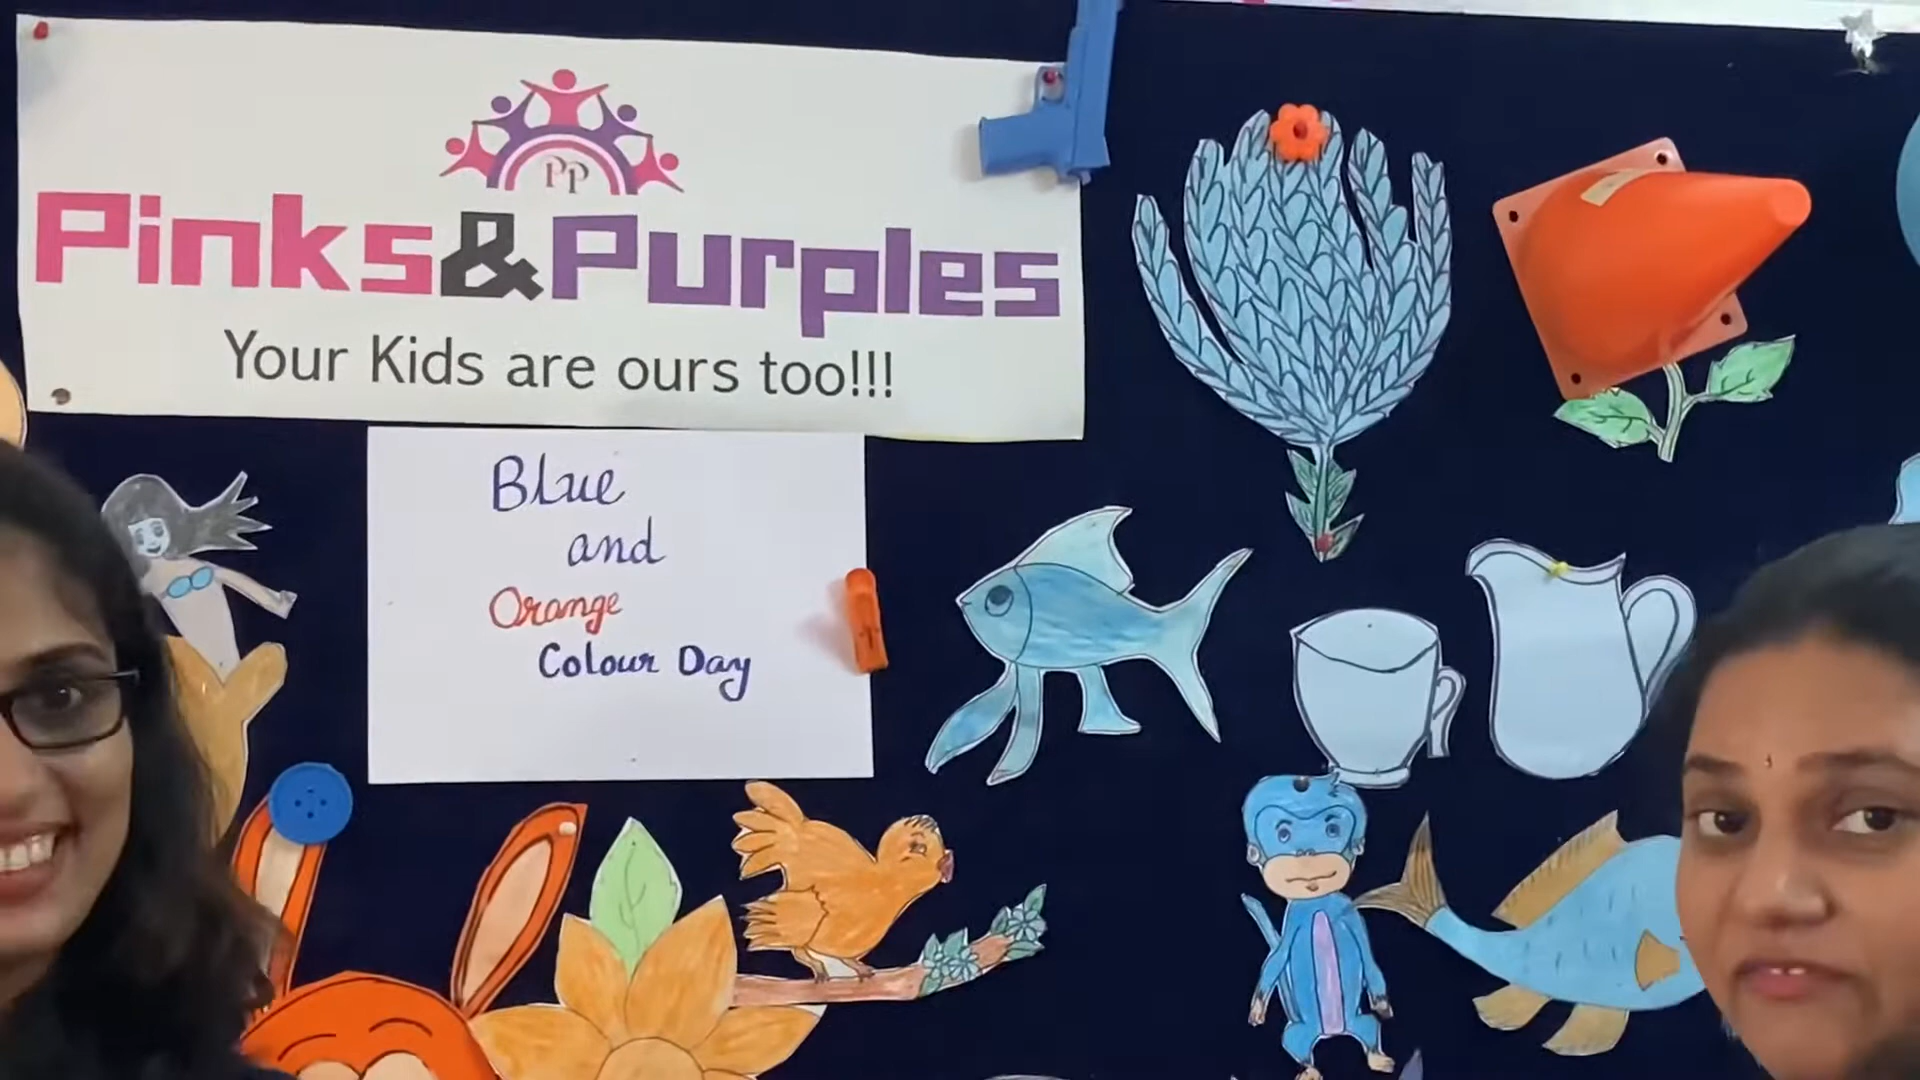 PP
Pinks&Purples
Your Kids are ours too!!!
Blue
and
Orange
Colour Day